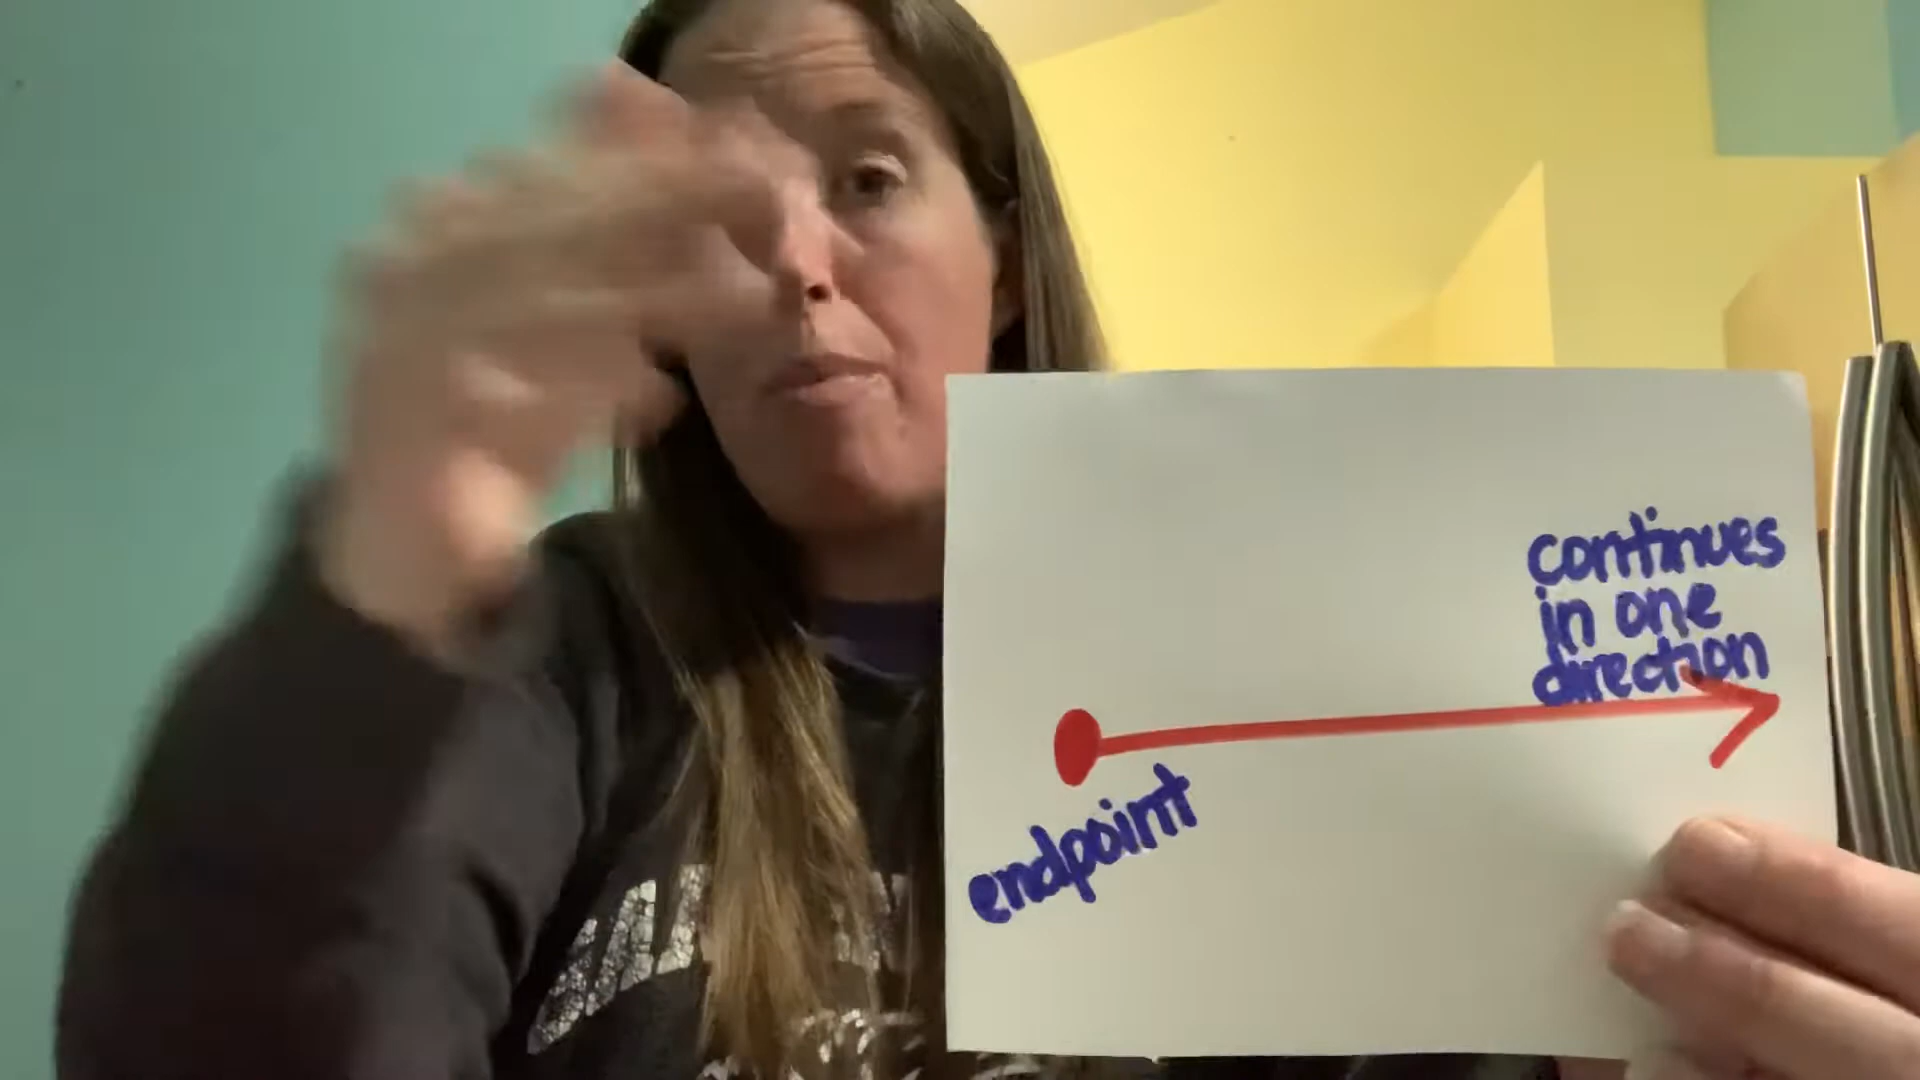 continues
in one
direction
endpoint